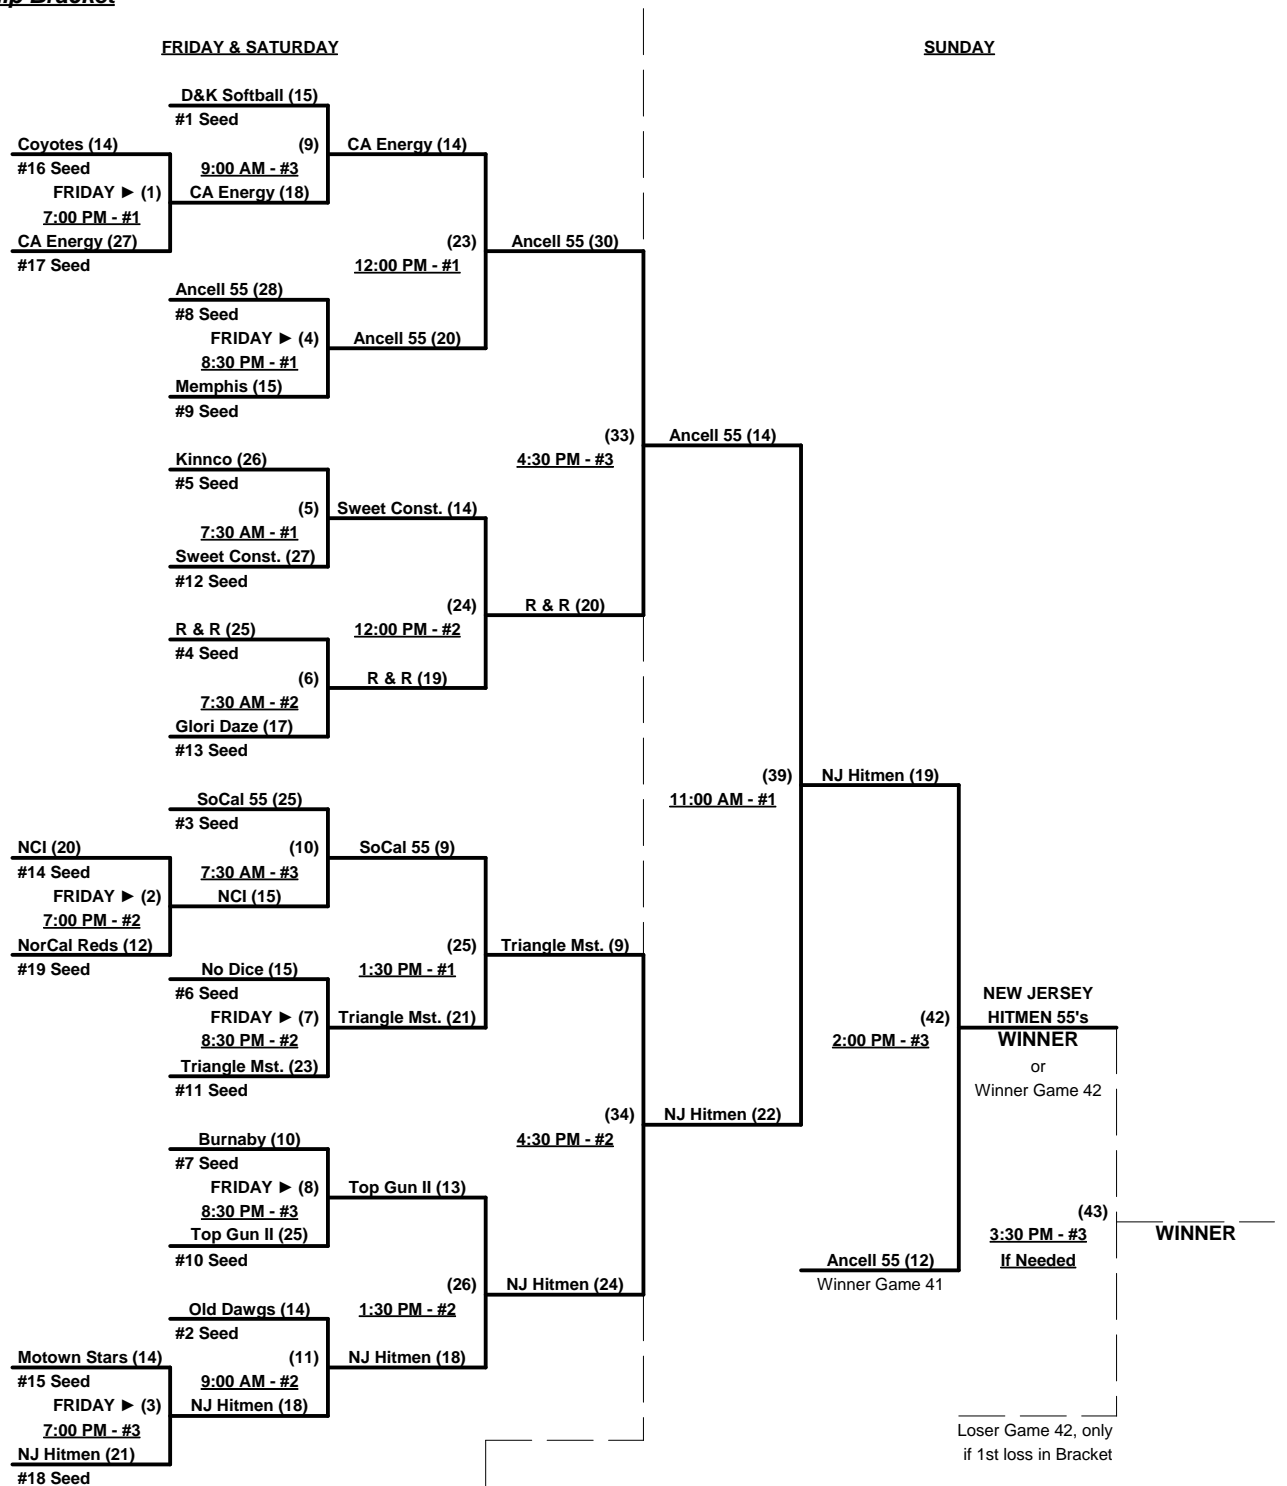 FRIDAY & SATURDAY
SUNDAY
D&K Softball (15)
#1 Seed
Coyotes (14)
(9)
CA Energy (14)
#16 Seed
9:00 AM - #3
FRIDAY ► (1)
CA Energy (18)
7:00 PM - #1
CA Energy (27)
#17 Seed
(23)
Ancell 55 (30)
12:00 PM - #1
Ancell 55 (28)
#8 Seed
FRIDAY ► (4)
Ancell 55 (20)
8:30 PM - #1
Memphis (15)
#9 Seed
(33)
Ancell 55 (14)
4:30 PM - #3
Kinnco (26)
#5 Seed
(5)
Sweet Const. (14)
7:30 AM - #1
Sweet Const. (27)
#12 Seed
(24)
R & R (20)
12:00 PM - #2
R & R (25)
#4 Seed
(6)
R & R (19)
7:30 AM - #2
Glori Daze (17)
#13 Seed
(39)
NJ Hitmen (19)
11:00 AM - #1
SoCal 55 (25)
#3 Seed
NCI (20)
(10)
SoCal 55 (9)
#14 Seed
7:30 AM - #3
FRIDAY ► (2)
NCI (15)
7:00 PM - #2
NorCal Reds (12)
#19 Seed
(25)
Triangle Mst. (9)
1:30 PM - #1
No Dice (15)
#6 Seed
FRIDAY ► (7)
Triangle Mst. (21)
8:30 PM - #2
Triangle Mst. (23)
#11 Seed
NEW JERSEY
HITMEN 55's
(42)
2:00 PM - #3
WINNER
or
Winner Game 42
(34)
NJ Hitmen (22)
4:30 PM - #2
Burnaby (10)
#7 Seed
FRIDAY ► (8)
Top Gun II (13)
8:30 PM - #3
Top Gun II (25)
#10 Seed
(43)
3:30 PM - #3
If Needed
WINNER
Ancell 55 (12)
Winner Game 41
(26)
NJ Hitmen (24)
1:30 PM - #2
Old Dawgs (14)
#2 Seed
Motown Stars (14)
(11)
NJ Hitmen (18)
#15 Seed
9:00 AM - #2
FRIDAY ► (3)
NJ Hitmen (18)
7:00 PM - #3
NJ Hitmen (21)
#18 Seed
Loser Game 42, only
if 1st loss in Bracket